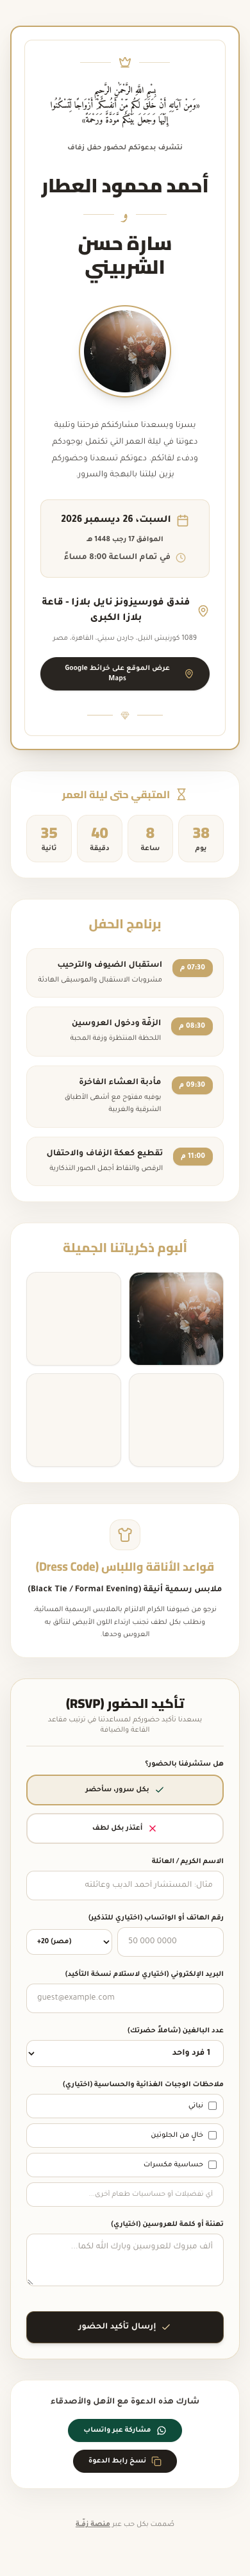 بِسْمِ اللَّهِ الرَّحْمَٰنِ الرَّحِيمِ
«وَمِنْ آيَاتِهِ أَنْ خَلَقَ لَكُم مِّنْ أَنفُسِكُمْ أَزْوَاجًا لِّتَسْكُنُوا
إِلَيْهَا وَجَعَلَ بَيْنَكُم مَّوَدَّةً وَرَحْمَةً»
نتشرف بدعوتكم لحضور حفل زفاف
أحمد محمود العطار
و
سارة حسن
الشربيني
يسرنا ويسعدنا مشاركتكم فرحتنا وتلبية
دعوتنا في ليلة العمر التي تكتمل بوجودكم
ودفء لقائكم. دعوتكم تسعدنا وحضوركم
يزين ليلتنا بالبهجة والسرور.
السبت، 26 ديسمبر 2026
الموافق 17 رجب 1448 هـ
في تمام الساعة 8:00 مساءً
فندق فورسيزونز نايل بلازا - قاعة
بلازا الكبرى
1089 كورنيش النيل، جاردن سيتي، القاهرة، مصر
عرض الموقع على خرائط Google
Maps
المتبقي حتى ليلة العمر
38
يوم
8
ساعة
40
دقيقة
35
ثانية
برنامج الحفل
07:30 م
استقبال الضيوف والترحيب
مشروبات الاستقبال والموسيقى الهادئة
08:30 م
الزفّة ودخول العروسين
اللحظة المنتظرة وزفة المحبة
09:30 م
مأدبة العشاء الفاخرة
بوفيه مفتوح مع أشهى الأطباق
الشرقية والغربية
11:00 م
تقطيع كعكة الزفاف والاحتفال
الرقص والتقاط أجمل الصور التذكارية
ألبوم ذكرياتنا الجميلة
قواعد الأناقة واللباس (Dress Code)
ملابس رسمية أنيقة (Black Tie / Formal Evening)
نرجو من ضيوفنا الكرام الالتزام بالملابس الرسمية المسائية،
ونطلب بكل لطف تجنب ارتداء اللون الأبيض لتتألق به
العروس وحدها.
تأكيد الحضور (RSVP)
يسعدنا تأكيد حضوركم لمساعدتنا في ترتيب مقاعد
القاعة والضيافة
هل ستشرفنا بالحضور؟
بكل سرور، سأحضر
أعتذر بكل لطف
الاسم الكريم / العائلة
مثال: المستشار أحمد الديب وعائلته
رقم الهاتف أو الواتساب (اختياري للتذكير)
50 000 0000
+20 (مصر)
البريد الإلكتروني (اختياري لاستلام نسخة التأكيد)
guest@example.com
عدد البالغين (شاملاً حضرتك)
1 فرد واحد
ملاحظات الوجبات الغذائية والحساسية (اختياري)
نباتي
خالٍ من الجلوتين
حساسية مكسرات
أي تفضيلات أو حساسيات طعام أخرى...
تهنئة أو كلمة للعروسين (اختياري)
ألف مبروك للعروسين وبارك الله لكما...
إرسال تأكيد الحضور
شارك هذه الدعوة مع الأهل والأصدقاء
مشاركة عبر واتساب
نسخ رابط الدعوة
صُممت بكل حب عبر منصة زفّـة